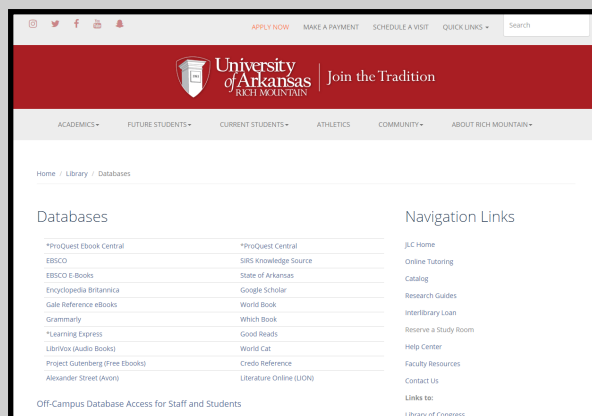 APPLY NOW MAKE A PAYMENT SCHEDULE A VISIT QUICK LINKS Search
University
of Arkansas
RICH MOUNTAIN
Join the Tradition
ACADEMICS FUTURE STUDENTS CURRENT STUDENTS ATHLETICS COMMUNITY ABOUT RICH MOUNTAIN
Home / Library / Databases
Databases
*ProQuest Ebook Central *ProQuest Central
EBSCO SIRS Knowledge Source
EBSCO E-Books State of Arkansas
Encyclopedia Britannica Google Scholar
Gale Reference eBooks World Book
Grammarly Which Book
*Learning Express Good Reads
LibriVox (Audio Books) World Cat
Project Gutenberg (Free Ebooks) Credo Reference
Alexander Street (Avon) Literature Online (LION)
Off-Campus Database Access for Staff and Students
Navigation Links
JLC Home
Online Tutoring
Catalog
Research Guides
Interlibrary Loan
Reserve a Study Room
Help Center
Faculty Resources
Contact Us
Links to:
Library of Congress